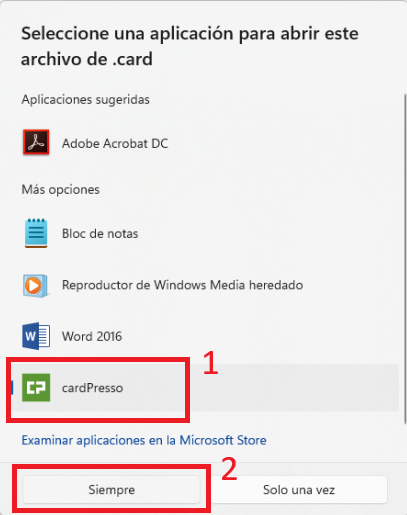 Seleccione una aplicación para abrir este
archivo de .card
Aplicaciones sugeridas
Adobe Acrobat DC
Más opciones
Bloc de notas
Reproductor de Windows Media heredado
Word 2016
1
cardPresso
Examinar aplicaciones en la Microsoft Store
2
Siempre
Solo una vez